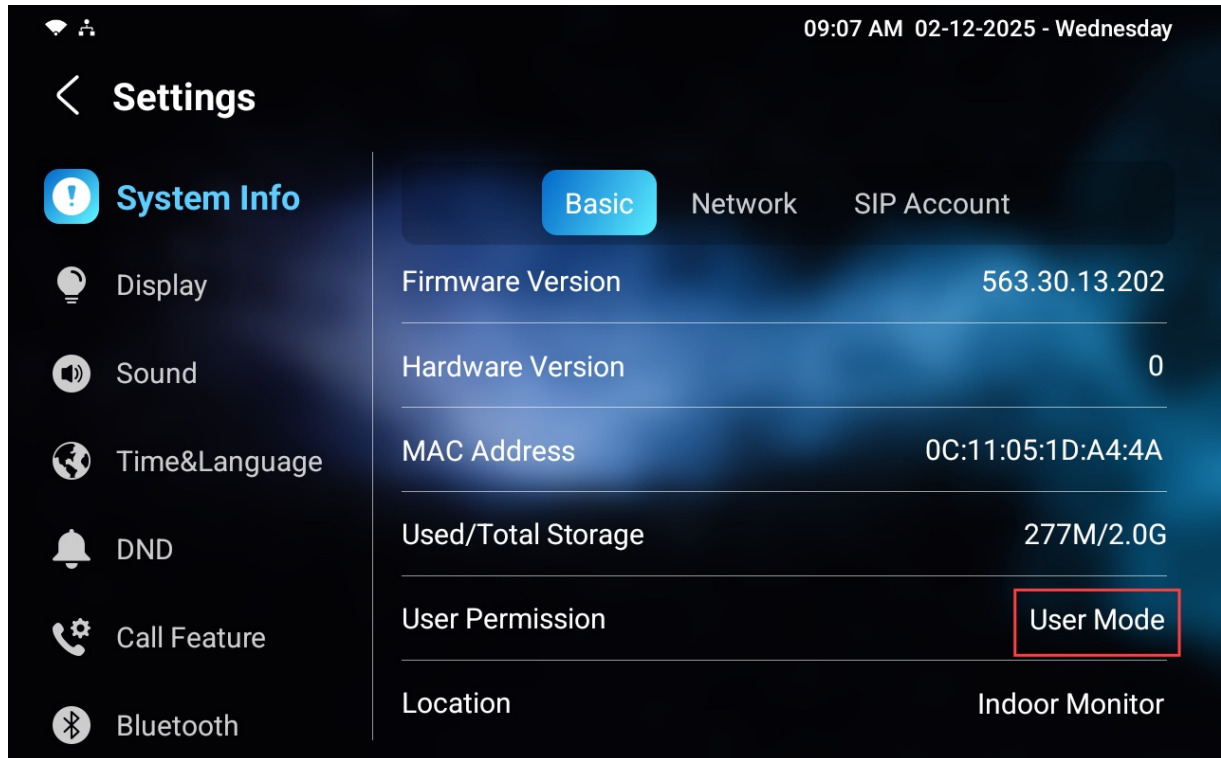 09:07 AM 02-12-2025 - Wednesday
Settings
System Info
Display
Sound
Time&Language
DND
Call Feature
Bluetooth
Basic Network SIP Account
Firmware Version 563.30.13.202
Hardware Version 0
MAC Address 0C:11:05:1D:A4:4A
Used/Total Storage 277M/2.0G
User Permission User Mode
Location Indoor Monitor